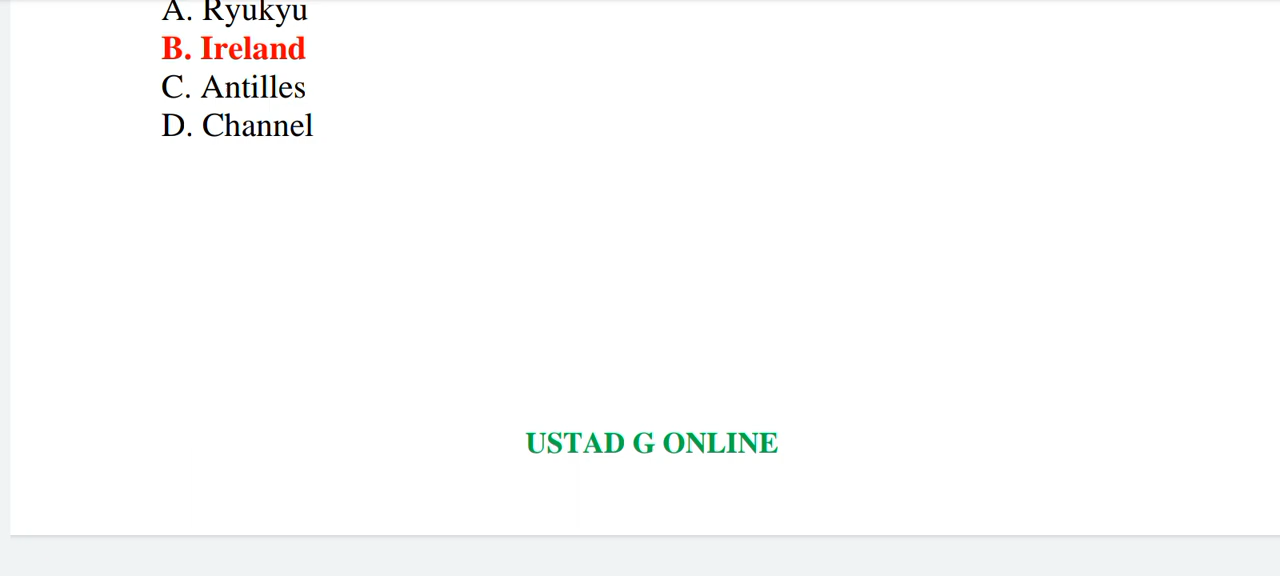 A. Ryukyu
B. Ireland
C. Antilles
D. Channel
USTAD G ONLINE